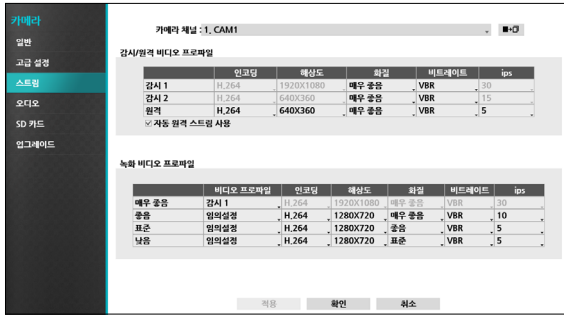 카메라
일반
고급 설정
스트림
오디오
SD 카드
업그레이드
카메라 채널 : 1. CAM1
감시/원격 비디오 프로파일
인코딩 해상도 화질 비트레이트 ips
감시 1 H.264 1920X1080 매우 좋음 VBR 30
감시 2 H.264 640X360 매우 좋음 VBR 15
원격 H.264 640X360 매우 좋음 VBR 5
자동 원격 스트림 사용
녹화 비디오 프로파일
비디오 프로파일 인코딩 해상도 화질 비트레이트 ips
매우 좋음 감시 1 H.264 1920X1080 매우 좋음 VBR 30
좋음 임의설정 H.264 1280X720 매우 좋음 VBR 10
표준 임의설정 H.264 1280X720 좋음 VBR 5
낮음 임의설정 H.264 1280X720 표준 VBR 5
적용 확인 취소